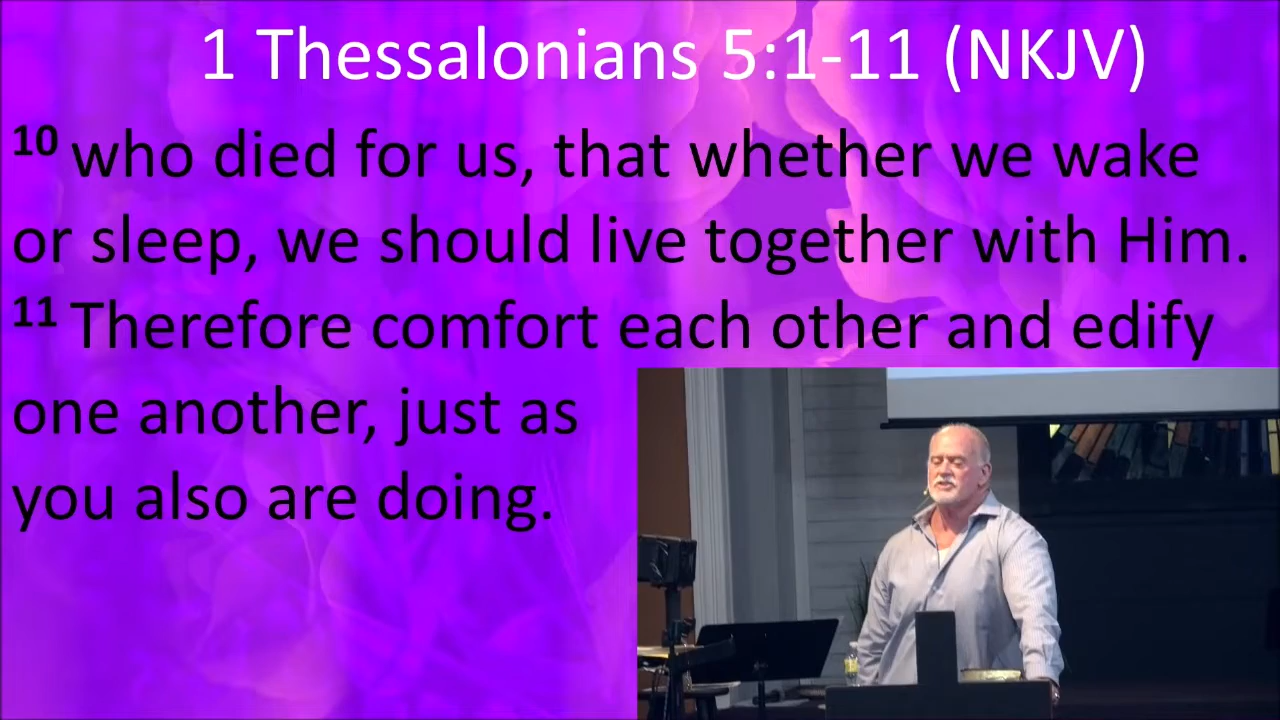 1 Thessalonians 5:1-11 (NKJV)
10 who died for us, that whether we wake
or sleep, we should live together with Him.
11 Therefore comfort each other and edify
one another, just as
you also are doing.